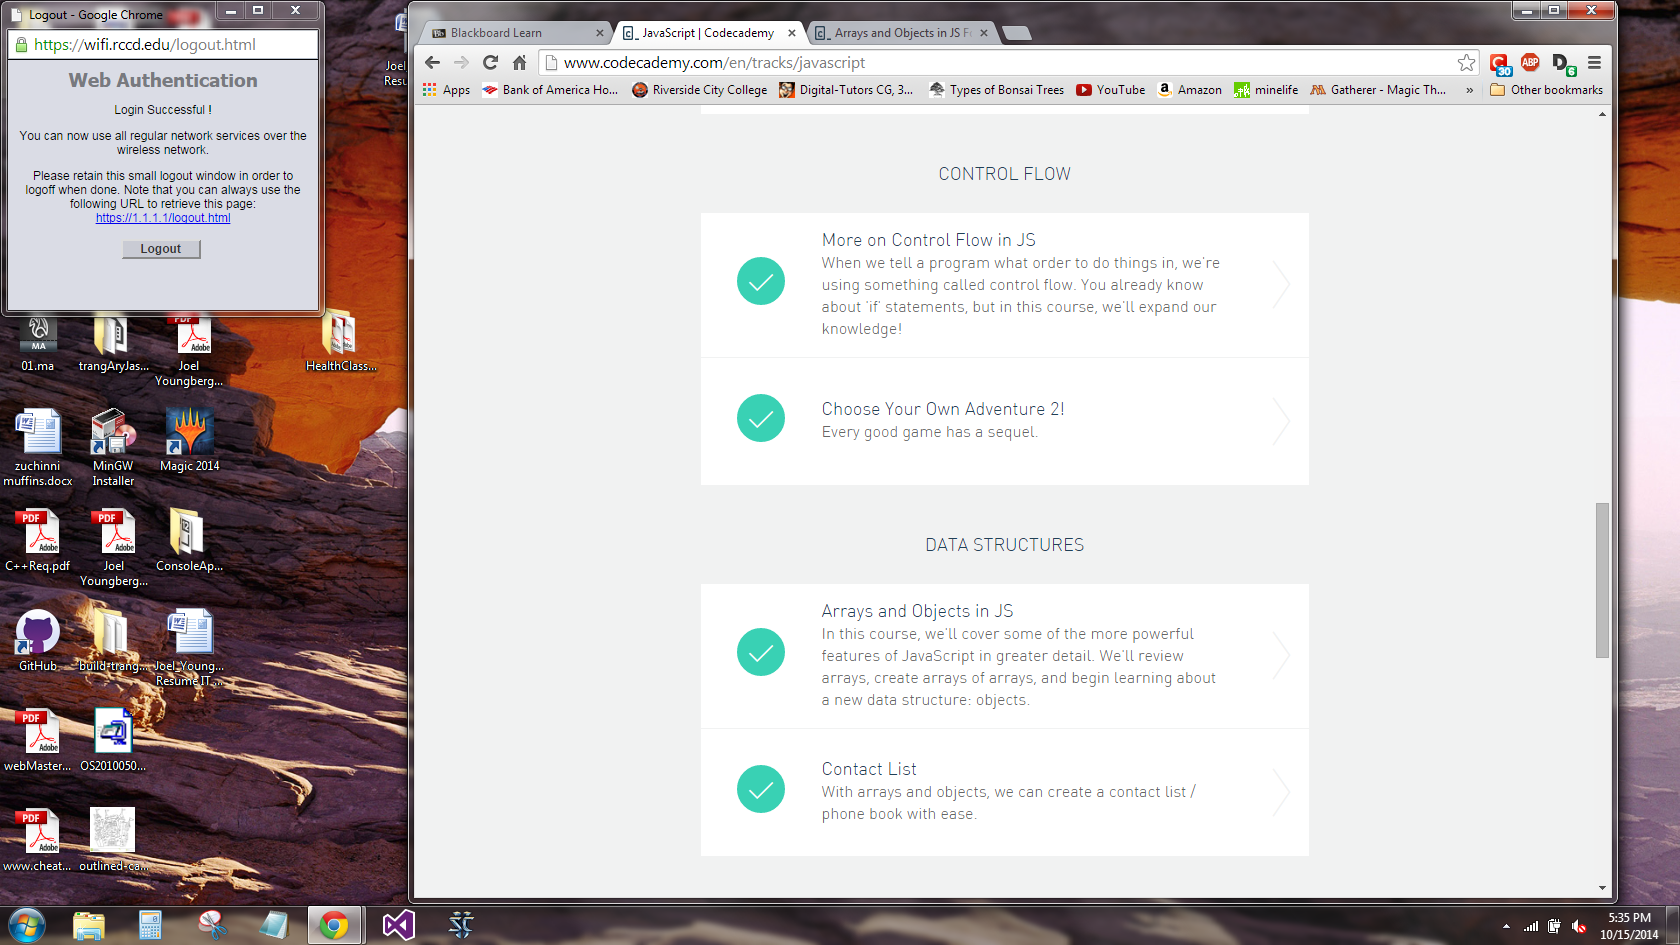 Logout - Google Chrome
https://wifi.rccd.edu/logout.html
Web Authentication
Login Successful !
You can now use all regular network services over the
wireless network.
Please retain this small logout window in order to
logoff when done. Note that you can always use the
following URL to retrieve this page:
https://1.1.1.1/logout.html
Logout
Joel
Resu
01.ma
MA
trangAryJas...
Joel
Youngberg...
HealthClass...
zuchinni
muffins.docx
MinGW
Installer
Magic 2014
C++Req.pdf
Joel
Youngberg...
ConsoleAp...
GitHub
build-trang...
Joel_Young...
Resume IT ...
webMaster...
OS2010050...
www.cheat...
outlined-ca...
PDF
Adobe
Blackboard Learn
JavaScript | Codecademy
Arrays and Objects in JS F
www.codecademy.com/en/tracks/javascript
30
ABP
6
Apps
Bank of America Ho...
Riverside City College
Digital-Tutors CG, 3...
Types of Bonsai Trees
YouTube
Amazon
minelife
Gatherer - Magic Th...
»
Other bookmarks
CONTROL FLOW
More on Control Flow in JS
When we tell a program what order to do things in, we're
using something called control flow. You already know
about 'if' statements, but in this course, we'll expand our
knowledge!
Choose Your Own Adventure 2!
Every good game has a sequel.
DATA STRUCTURES
Arrays and Objects in JS
In this course, we'll cover some of the more powerful
features of JavaScript in greater detail. We'll review
arrays, create arrays of arrays, and begin learning about
a new data structure: objects.
Contact List
With arrays and objects, we can create a contact list /
phone book with ease.
5:35 PM
10/15/2014